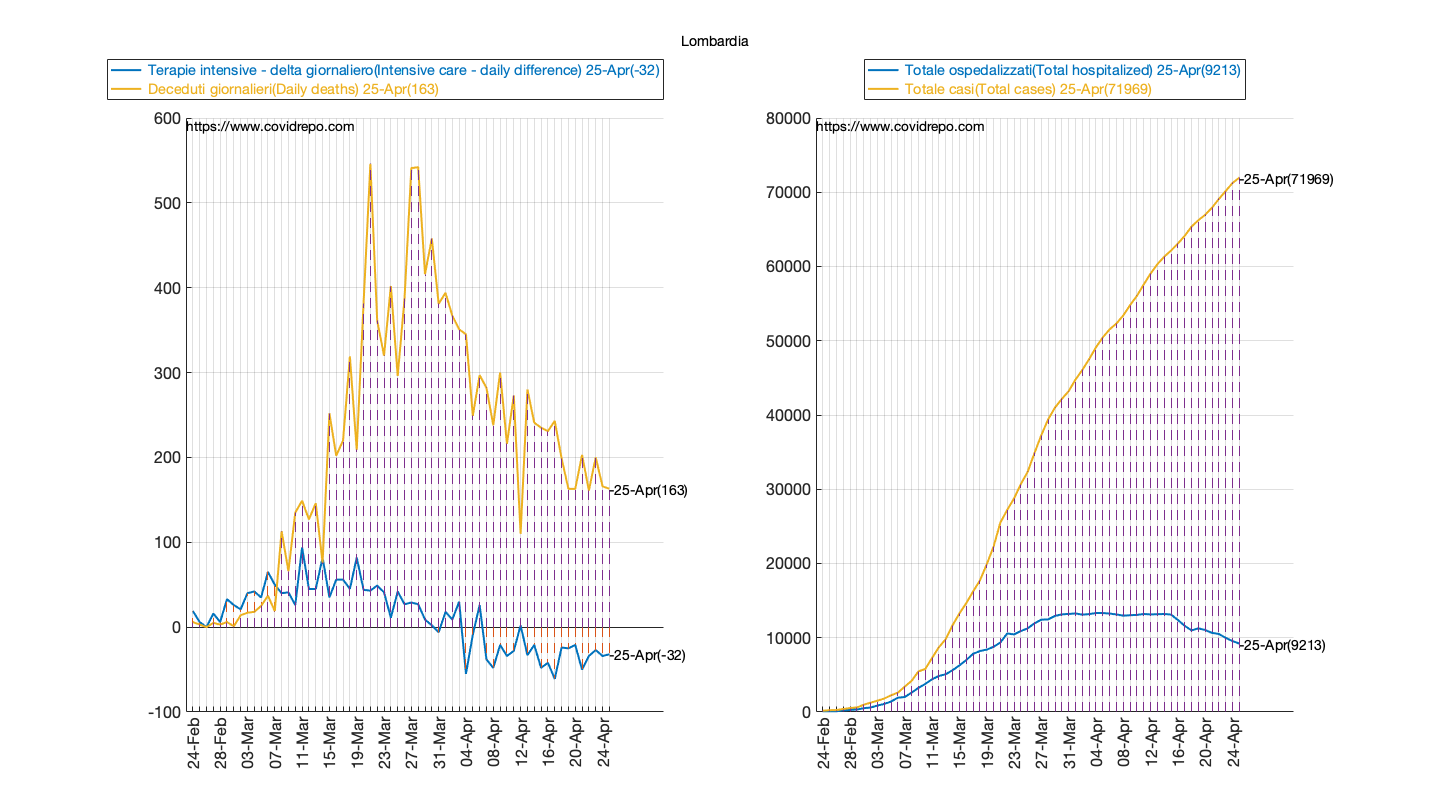 Lombardia
Terapie intensive - delta giornaliero(Intensive care - daily difference) 25-Apr(-32)
Deceduti giornalieri(Daily deaths) 25-Apr(163)
https://www.covidrepo.com
600
500
400
300
200
100
0
-100
25-Apr(163)
25-Apr(-32)
24-Feb
28-Feb
03-Mar
07-Mar
11-Mar
15-Mar
19-Mar
23-Mar
27-Mar
31-Mar
04-Apr
08-Apr
12-Apr
16-Apr
20-Apr
24-Apr
Totale ospedalizzati(Total hospitalized) 25-Apr(9213)
Totale casi(Total cases) 25-Apr(71969)
https://www.covidrepo.com
80000
70000
60000
50000
40000
30000
20000
10000
0
25-Apr(71969)
25-Apr(9213)
24-Feb
28-Feb
03-Mar
07-Mar
11-Mar
15-Mar
19-Mar
23-Mar
27-Mar
31-Mar
04-Apr
08-Apr
12-Apr
16-Apr
20-Apr
24-Apr